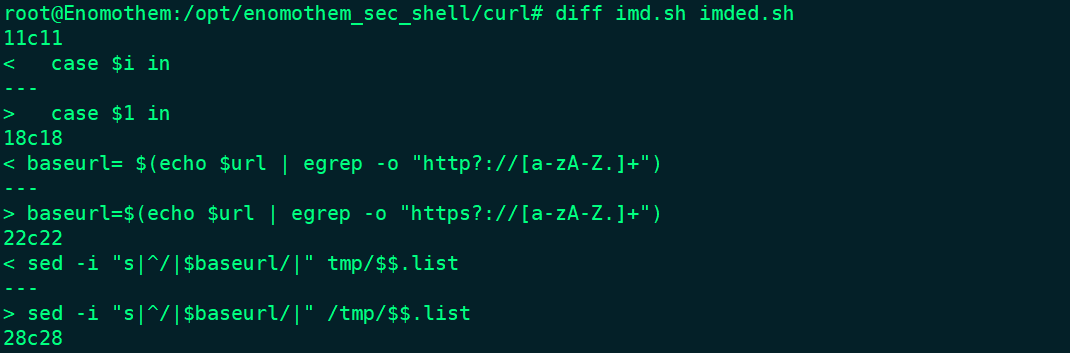 root@Enomothem:/opt/enomothem_sec_shell/curl# diff imd.sh imded.sh
11c11
<   case $i in
---
>   case $1 in
18c18
< baseurl= $(echo $url | egrep -o "http?://[a-zA-Z.]+")
---
> baseurl=$(echo $url | egrep -o "https?://[a-zA-Z.]+")
22c22
< sed -i "s|^/|$baseurl/|" tmp/$$.list
---
> sed -i "s|^/|$baseurl/|" /tmp/$$.list
28c28